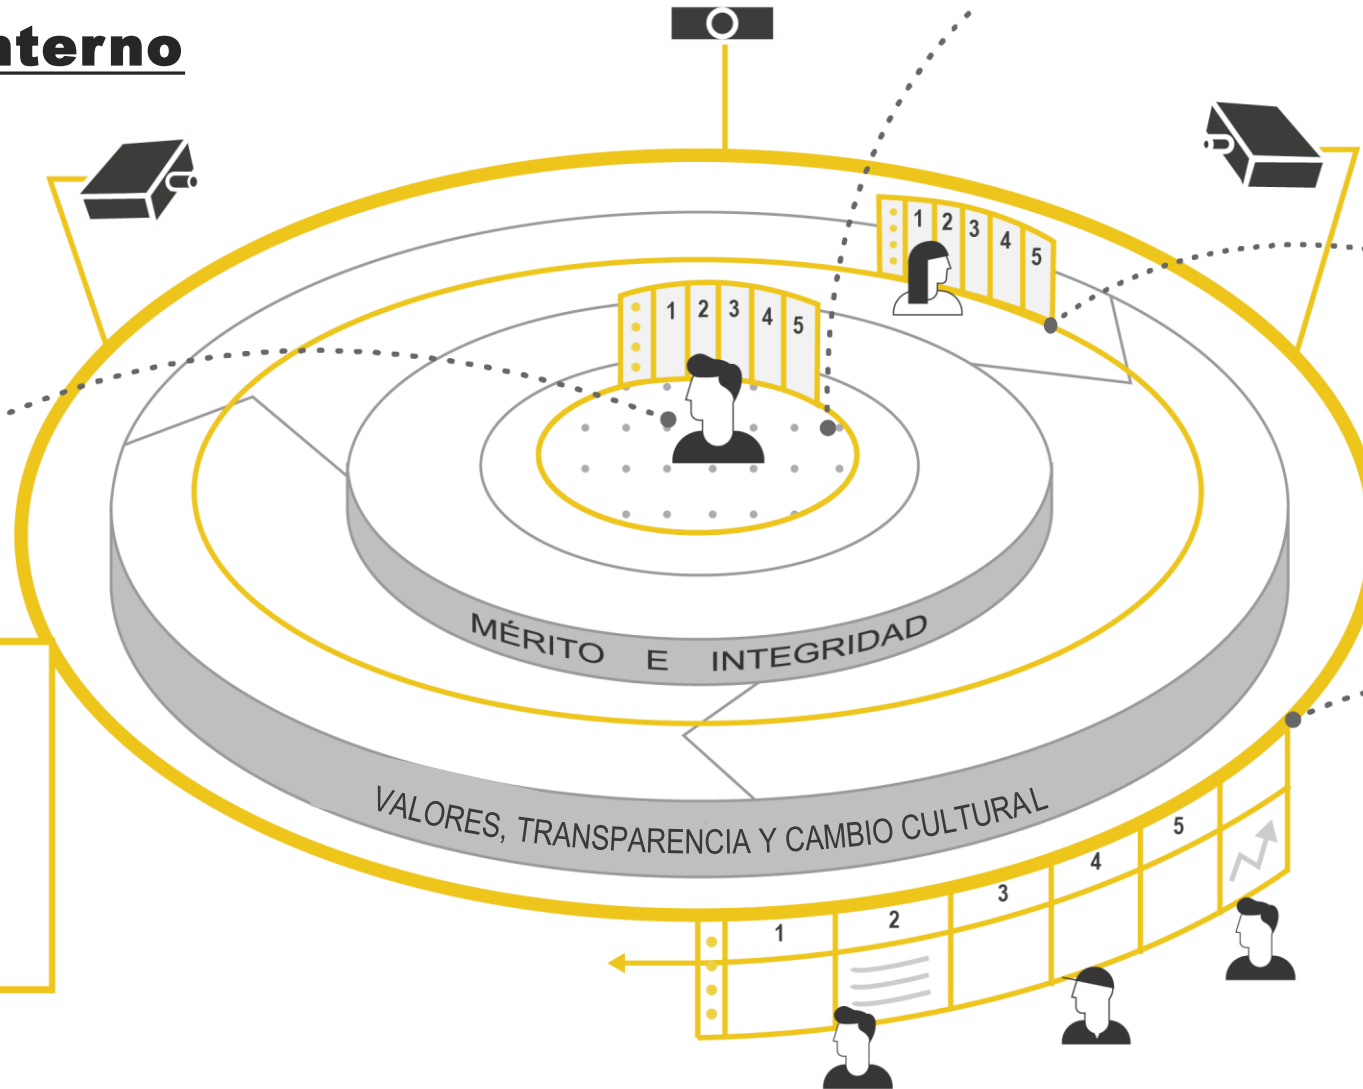 nterno
1 2 3 4 5
1 2 3 4 5
MÉRITO E INTEGRIDAD
VALORES, TRANSPARENCIA Y CAMBIO CULTURAL
1 2 3 4 5